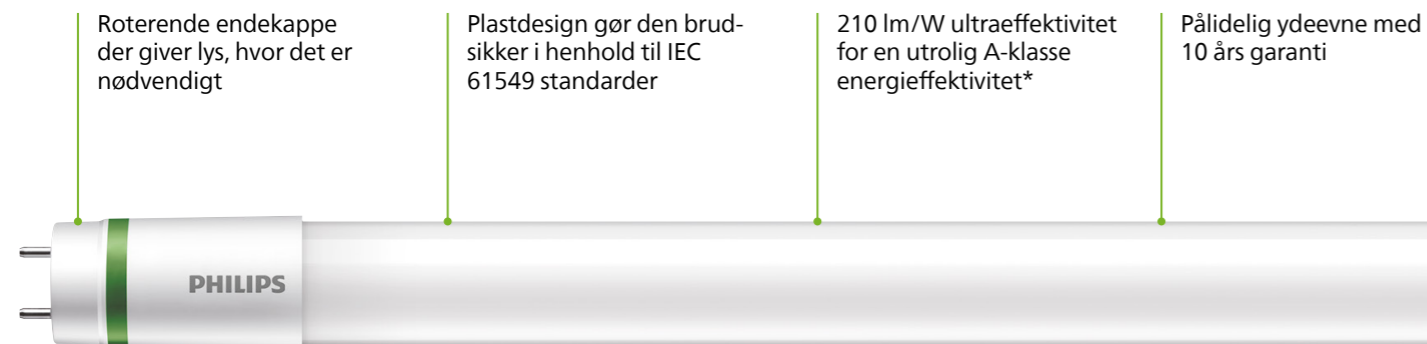 Roterende endekappe
der giver lys, hvor det er
nødvendigt
Plastdesign gør den brud-
sikker i henhold til IEC
61549 standarder
210 lm/W ultraeffektivitet
for en utrolig A-klasse
energieffektivitet*
Pålidelig ydeevne med
10 års garanti
PHILIPS